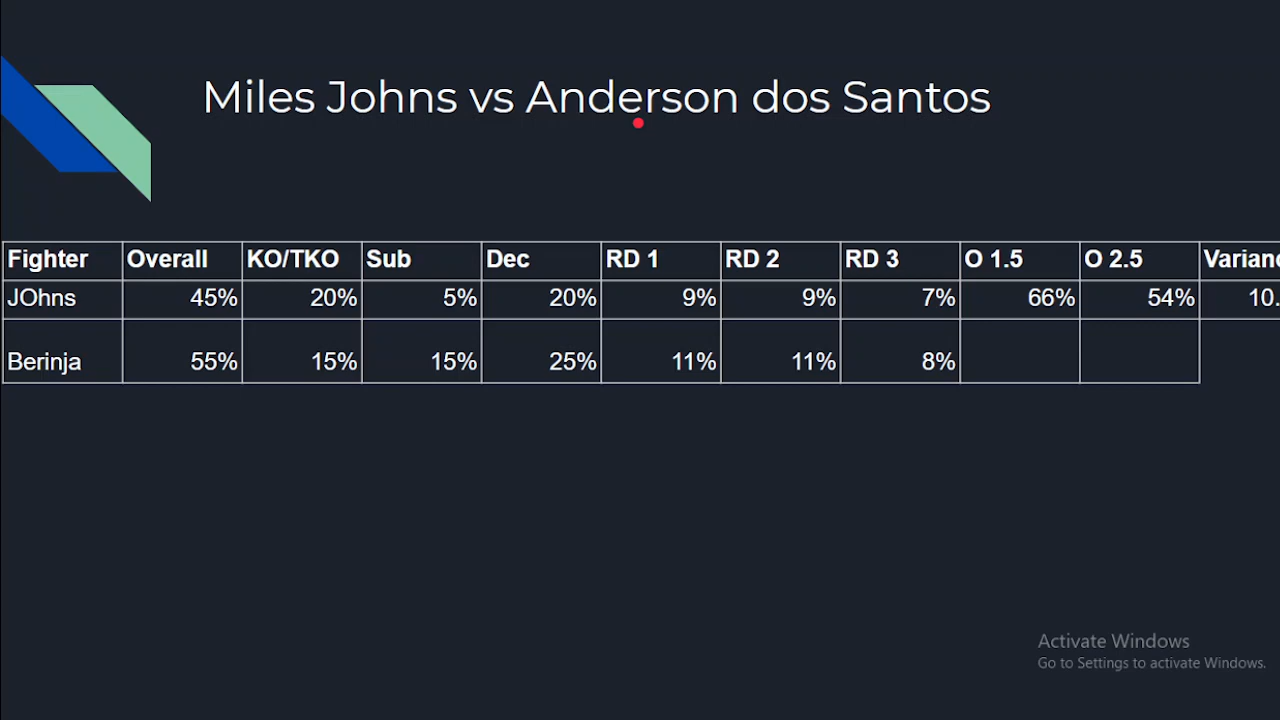 Miles Johns vs Anderson dos Santos
Fighter Overall KO/TKO Sub Dec RD 1 RD 2 RD 3 O 1.5 O 2.5
JOhns 45% 20% 5% 20% 9% 9% 7% 66% 54% 10.
Berinja 55% 15% 15% 25% 11% 11% 8%
Activate Windows
Go to Settings to activate Windows.